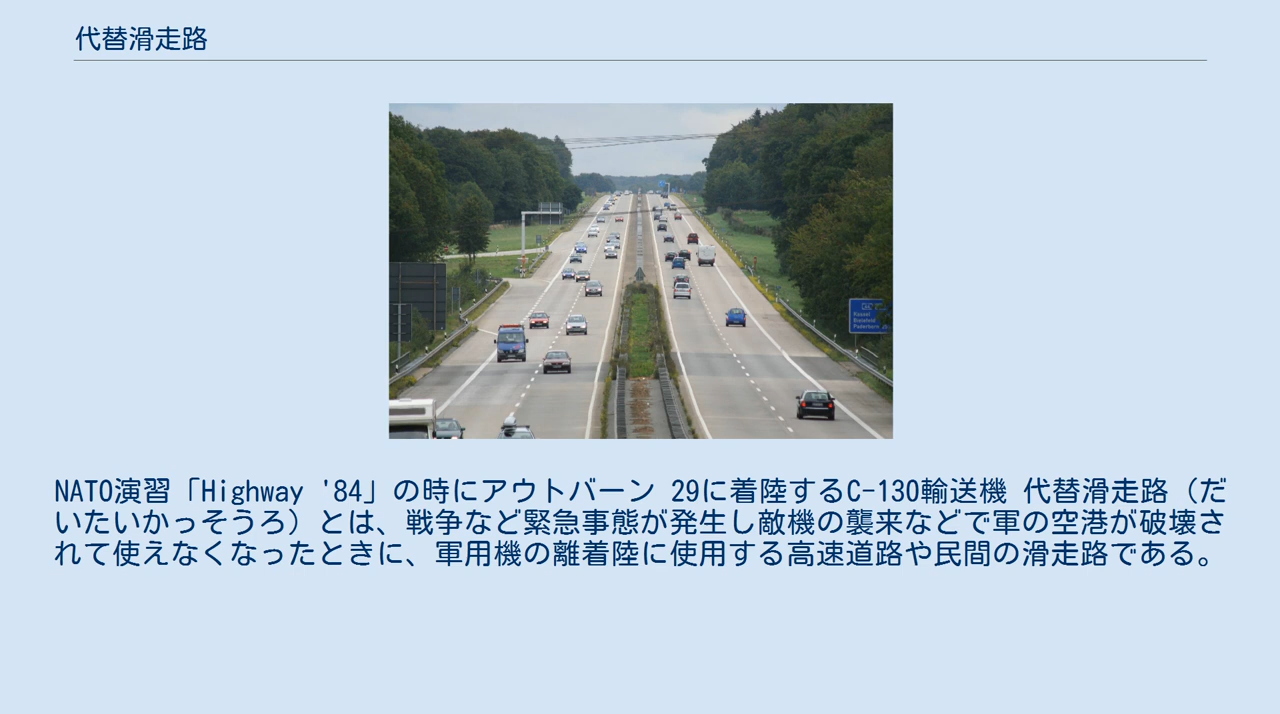 代替滑走路
Kassel
Bielefeld
Paderborn
NATO演習「Highway '84」の時にアウトバーン 29に着陸するC-130輸送機 代替滑走路（だ
いたいかっそうろ）とは、戦争など緊急事態が発生し敵機の襲来などで軍の空港が破壊さ
れて使えなくなったときに、軍用機の離着陸に使用する高速道路や民間の滑走路である。